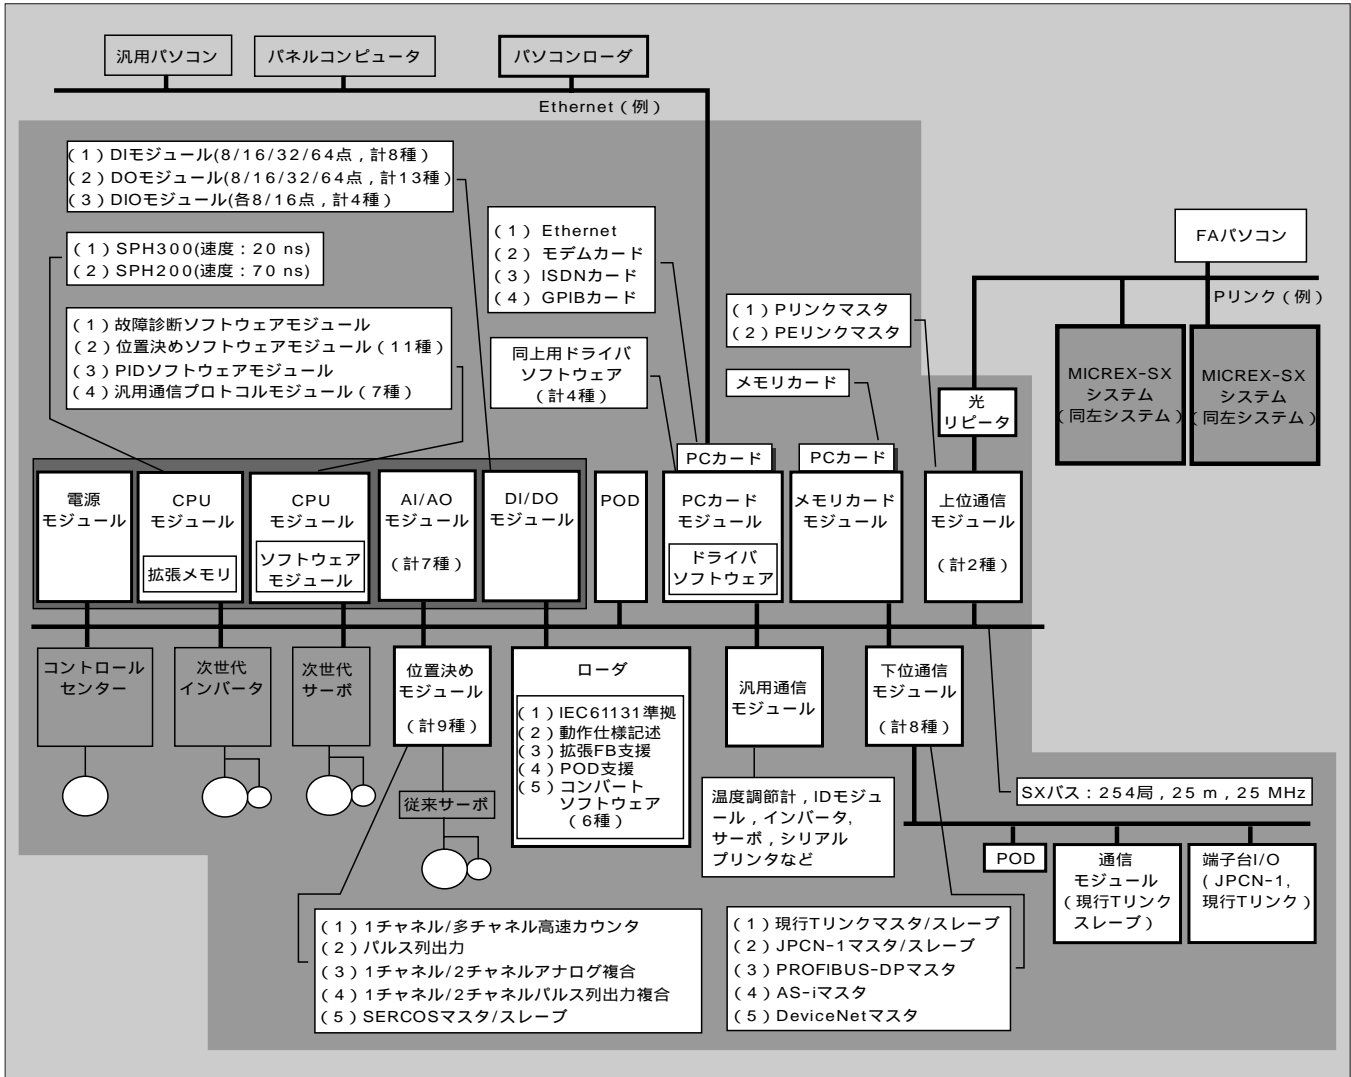 汎用パソコン
パネルコンピュータ
パソコンローダ
Ethernet(例)
(1)DIモジュール(8/16/32/64点,計8種)
(2)DOモジュール(8/16/32/64点,計13種)
(3)DIOモジュール(各8/16点,計4種)
(1)SPH300(速度:20 ns)
(2)SPH200(速度:70 ns)
(1)故障診断ソフトウェアモジュール
(2)位置決めソフトウェアモジュール(11種)
(3)PIDソフトウェアモジュール
(4)汎用通信プロトコルモジュール(7種)
(1) Ethernet
(2) モデムカード
(3) ISDNカード
(4) GPIBカード
同上用ドライバ
ソフトウェア
(計4種)
(1)Pリンクマスタ
(2)PEリンクマスタ
メモリカード
FAパソコン
Pリンク(例)
MICREX-SX
システム
(同左システム)
MICREX-SX
システム
(同左システム)
光
リピータ
PCカード
PCカード
電源
モジュール
CPU
モジュール
拡張メモリ
CPU
モジュール
ソフトウェア
モジュール
AI/AO
モジュール
(計7種)
DI/DO
モジュール
POD
PCカード
モジュール
ドライバ
ソフトウェア
メモリカード
モジュール
上位通信
モジュール
(計2種)
コントロール
センター
次世代
インバータ
次世代
サーボ
位置決め
モジュール
(計9種)
従来サーボ
ローダ
(1)IEC61131準拠
(2)動作仕様記述
(3)拡張FB支援
(4)POD支援
(5)コンバート
ソフトウェア
(6種)
汎用通信
モジュール
下位通信
モジュール
(計8種)
温度調節計,IDモジュ
ール,インバータ,
サーボ,シリアル
プリンタなど
SXバス:254局,25 m,25 MHz
POD
通信
モジュール
(現行Tリンク
スレーブ)
端子台I/O
(JPCN-1,
現行Tリンク)
(1)1チャネル/多チャネル高速カウンタ
(2)パルス列出力
(3)1チャネル/2チャネルアナログ複合
(4)1チャネル/2チャネルパルス列出力複合
(5)SERCOSマスタ/スレーブ
(1)現行Tリンクマスタ/スレーブ
(2)JPCN-1マスタ/スレーブ
(3)PROFIBUS-DPマスタ
(4)AS-iマスタ
(5)DeviceNetマスタ